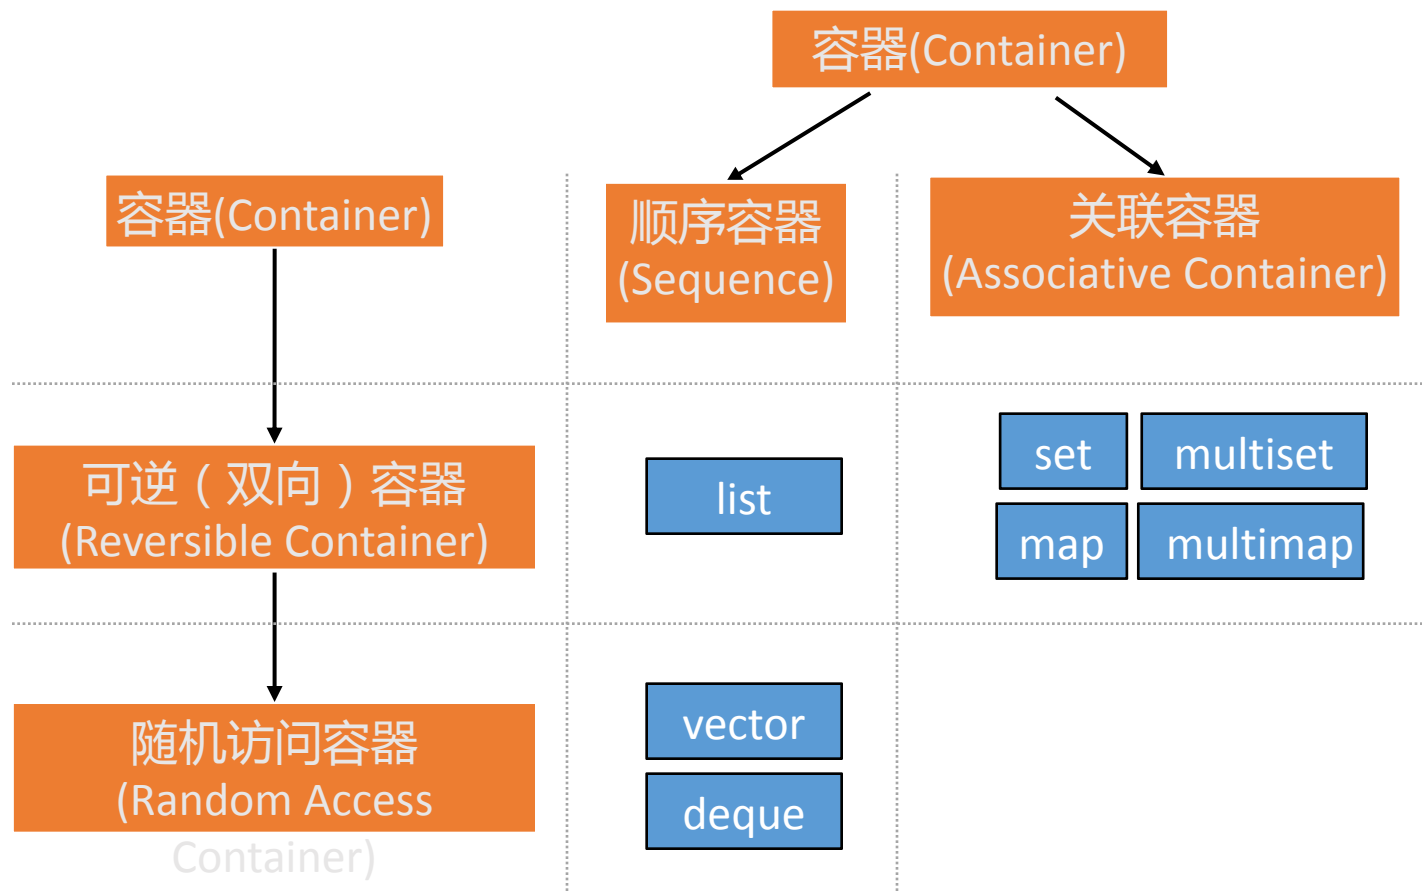 容器(Container)
容器(Container)
顺序容器
(Sequence)
关联容器
(Associative Container)
可逆（双向）容器
(Reversible Container)
list
set
multiset
map
multimap
随机访问容器
(Random Access
Container)
vector
deque